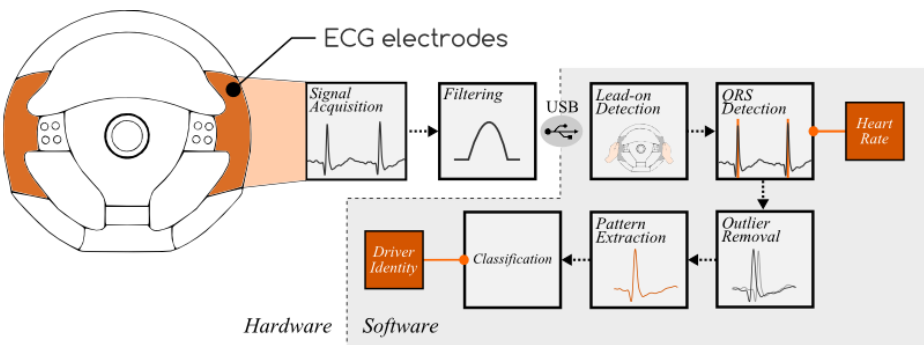 ECG electrodes
Signal
Acquisition
Filtering
USB
Lead-on
Detection
QRS
Detection
Heart
Rate
Driver
Identity
Classification
Pattern
Extraction
Outlier
Removal
Hardware
Software